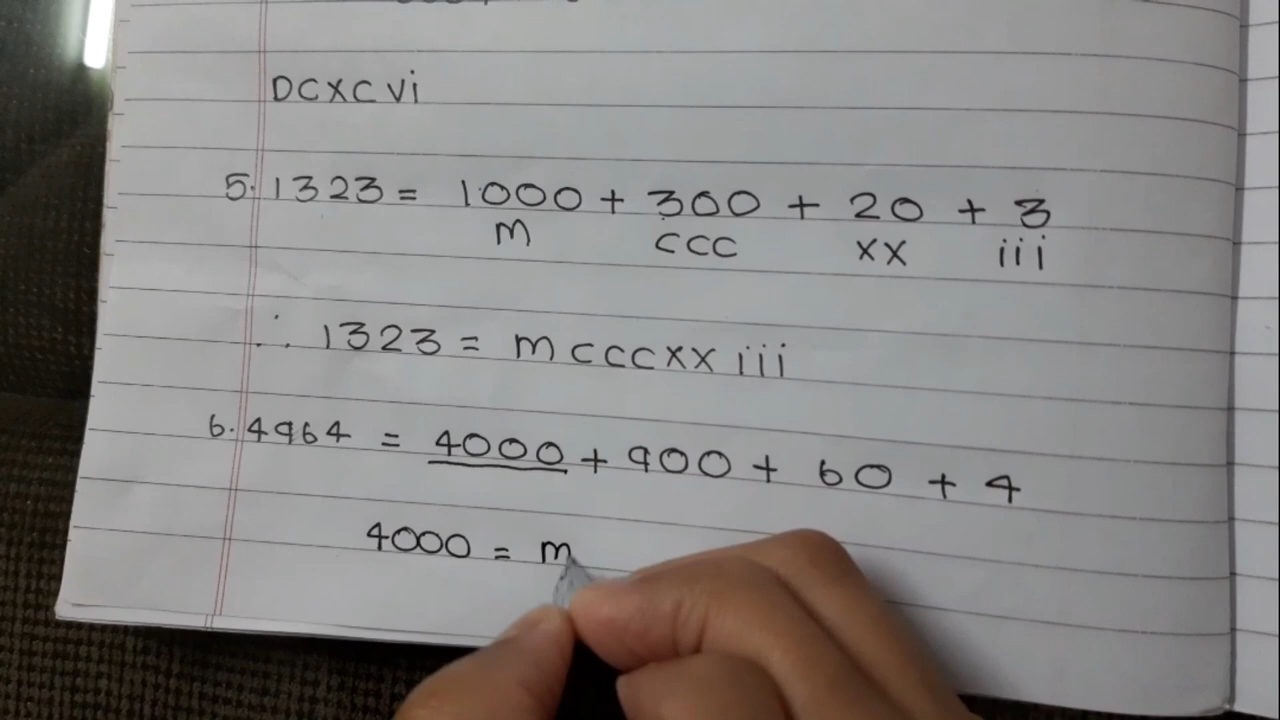 DCXCVi
5. 1323 = 1000 + 300 + 20 + 3
m CCC XX iii
∴ 1323 = mCCCXXiii
6. 4964 = 4000 + 900 + 60 + 4
4000 = m